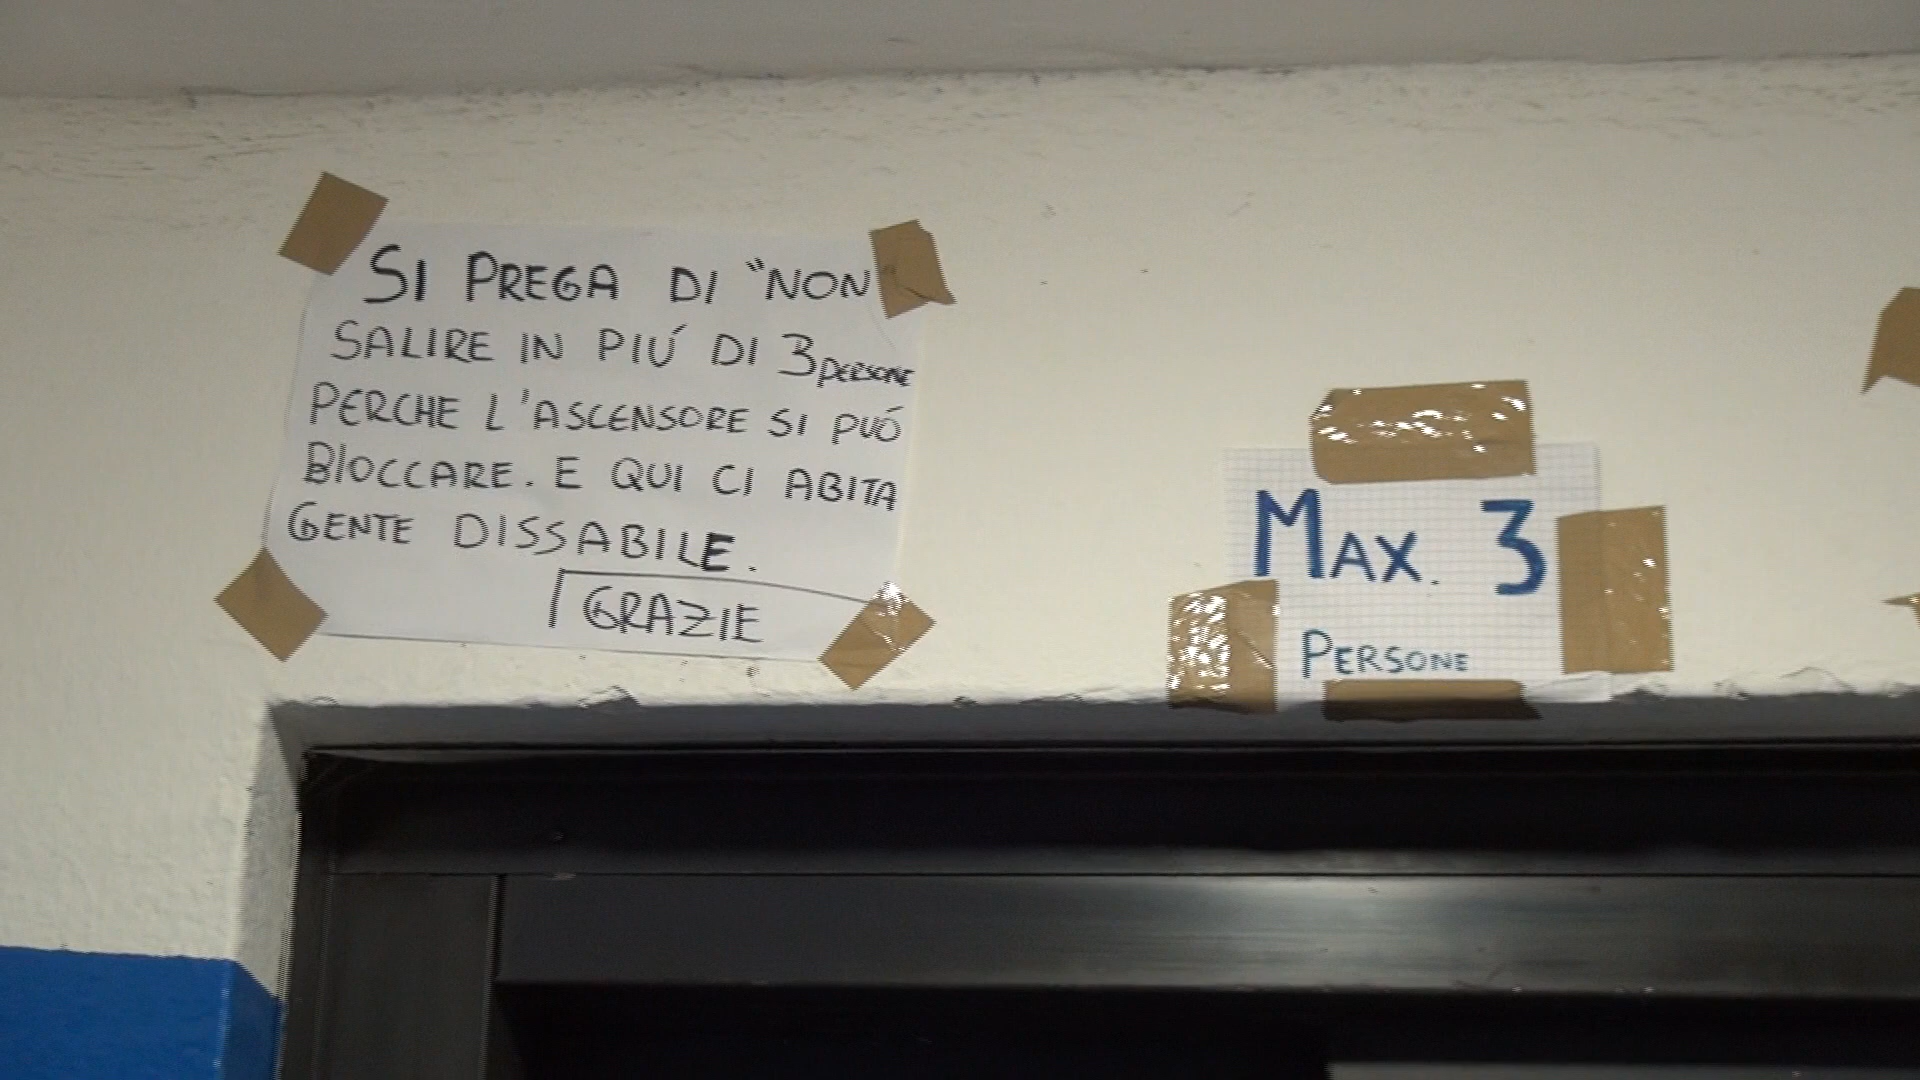 SI PREGA DI "NON
SALIRE IN PIÚ DI 3 PERSONE
PERCHE L'ASCENSORE SI PUÓ
BLOCCARE. E QUI CI ABITA
GENTE DISSABILE.
GRAZIE
MAX. 3
PERSONE